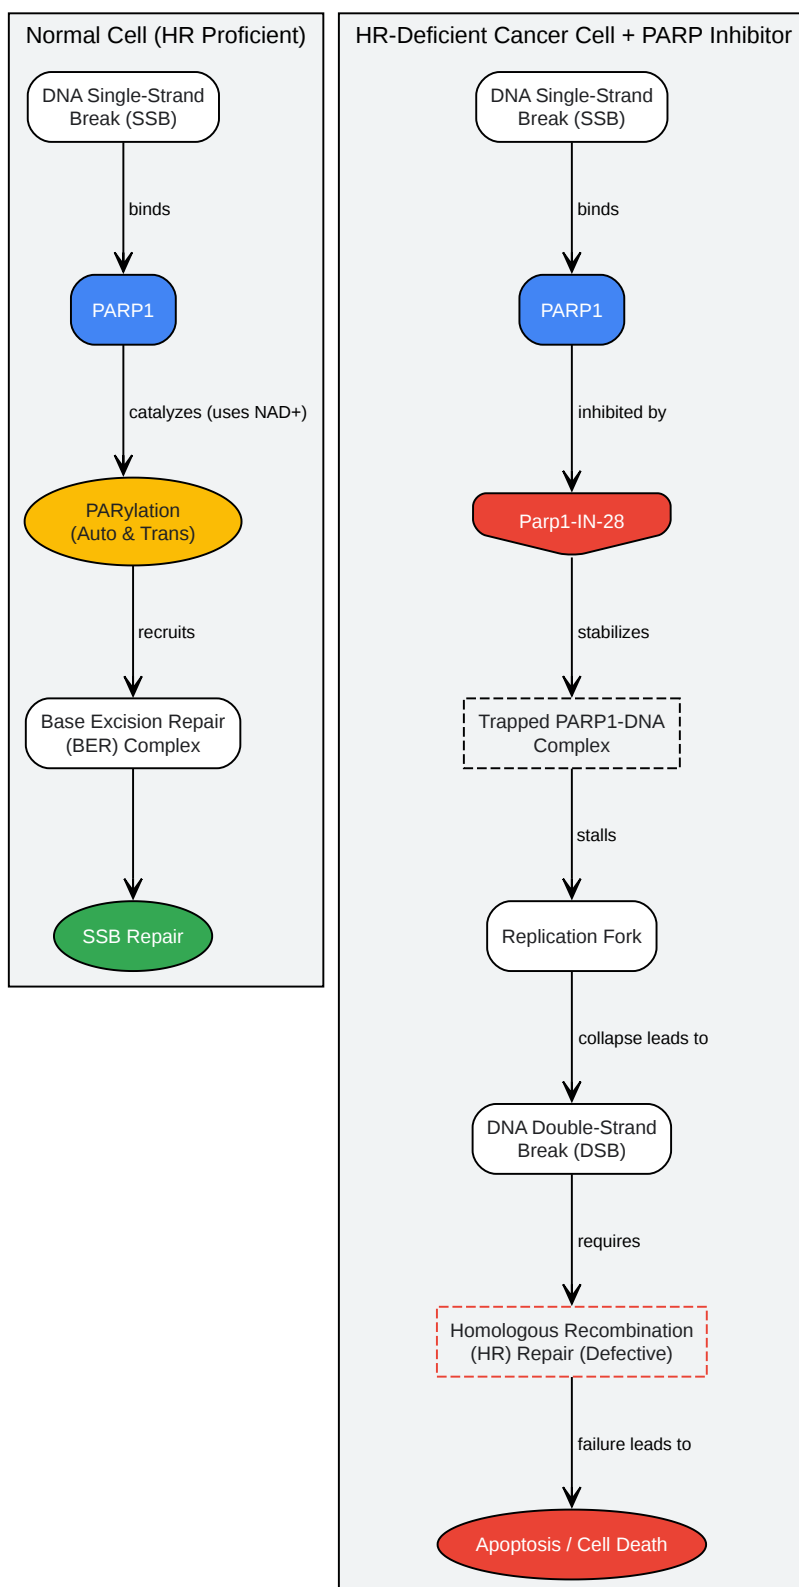 Normal Cell (HR Proficient)
DNA Single-Strand
Break (SSB)
binds
PARP1
catalyzes (uses NAD+)
PARylation
(Auto & Trans)
recruits
Base Excision Repair
(BER) Complex
SSB Repair
HR-Deficient Cancer Cell + PARP Inhibitor
DNA Single-Strand
Break (SSB)
binds
PARP1
inhibited by
Parp1-IN-28
stabilizes
Trapped PARP1-DNA
Complex
stalls
Replication Fork
collapse leads to
DNA Double-Strand
Break (DSB)
requires
Homologous Recombination
(HR) Repair (Defective)
failure leads to
Apoptosis / Cell Death